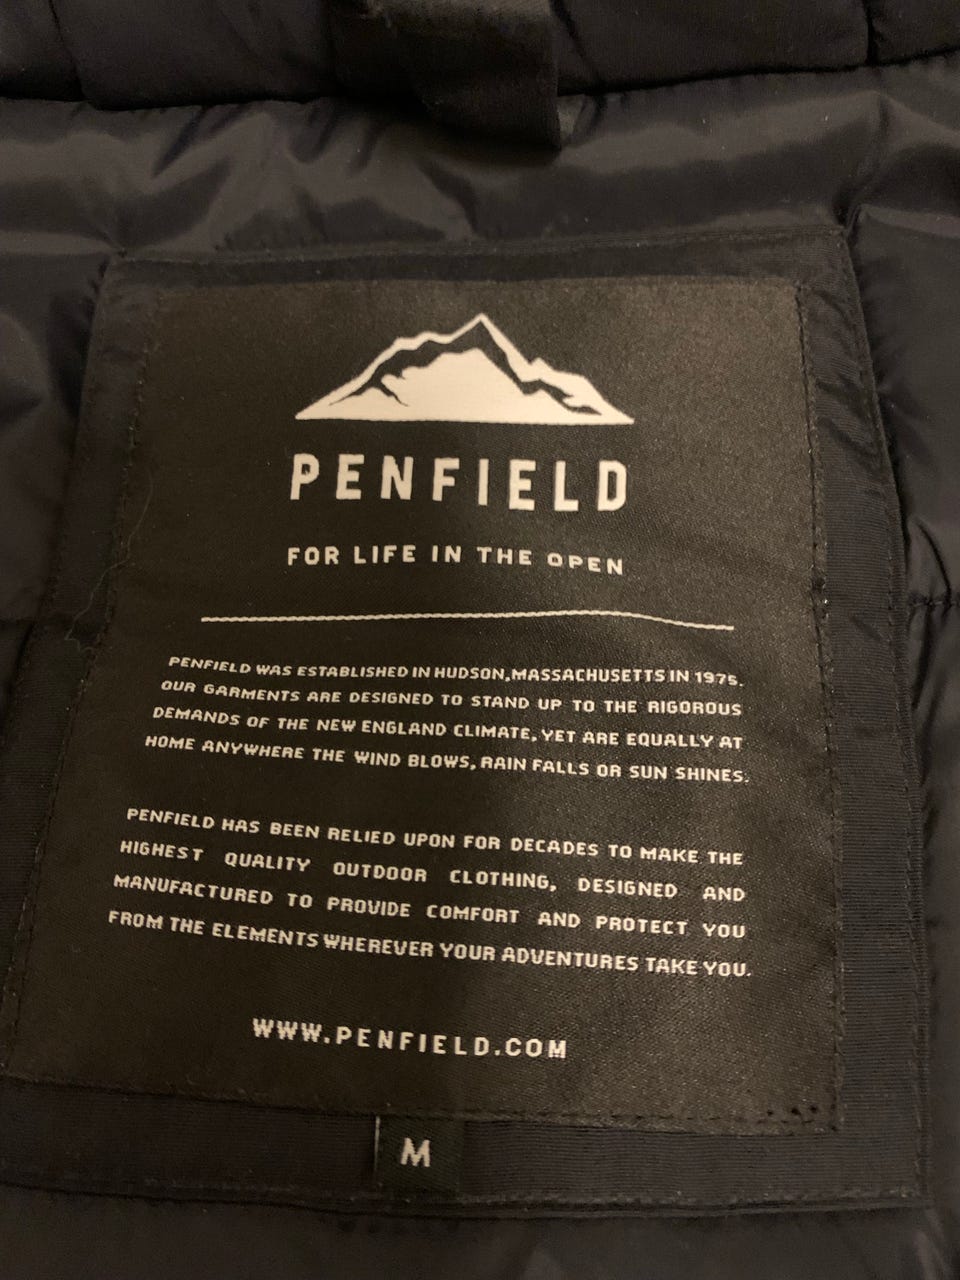 PENFIELD
FOR LIFE IN THE OPEN
PENFIELD WAS ESTABLISHED IN HUDSON, MASSACHUSETTS IN 1975.
OUR GARMENTS ARE DESIGNED TO STAND UP TO THE RIGOROUS
DEMANDS OF THE NEW ENGLAND CLIMATE, YET ARE EQUALLY AT
HOME ANYWHERE THE WIND BLOWS, RAIN FALLS OR SUN SHINES.
PENFIELD HAS BEEN RELIED UPON FOR DECADES TO MAKE THE
HIGHEST QUALITY OUTDOOR CLOTHING, DESIGNED AND
MANUFACTURED TO PROVIDE COMFORT AND PROTECT YOU
FROM THE ELEMENTS WHEREVER YOUR ADVENTURES TAKE YOU.
WWW.PENFIELD.COM
M